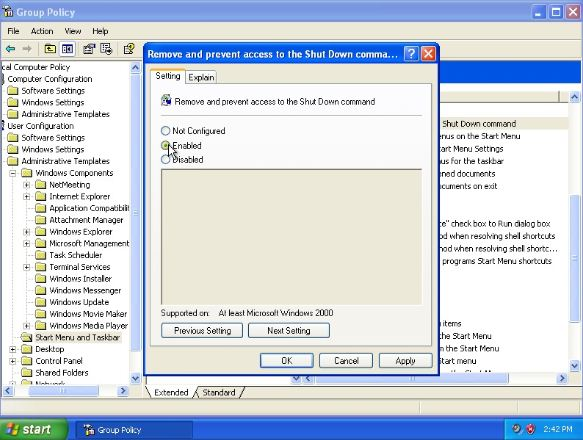 Group Policy
File Action View Help
cal Computer Policy
Computer Configuration
Software Settings
Windows Settings
Administrative Templates
User Configuration
Software Settings
Windows Settings
Administrative Templates
Windows Components
NetMeeting
Internet Explorer
Application Compatibilit
Attachment Manager
Windows Explorer
Microsoft Management
Task Scheduler
Terminal Services
Windows Installer
Windows Messenger
Windows Update
Windows Movie Maker
Windows Media Player
Start Menu and Taskbar
Desktop
Control Panel
Shared Folders
Network
Remove and prevent access to the Shut Down comma...
Setting Explain
Remove and prevent access to the Shut Down command
Not Configured
Enabled
Disabled
Supported on: At least Microsoft Windows 2000
Previous Setting Next Setting
OK Cancel Apply
Shut Down command
enus on the Start Menu
rt Menu Settings
us for the taskbar
ened documents
cuments on exit
e" check box to Run dialog box
od when resolving shell shortcuts
hod when resolving shell shortc...
programs Start Menu shortcuts
items
the Start Menu
the Start Menu
Start menu
n the Start Menu
Extended Standard
start Group Policy 2:42 PM